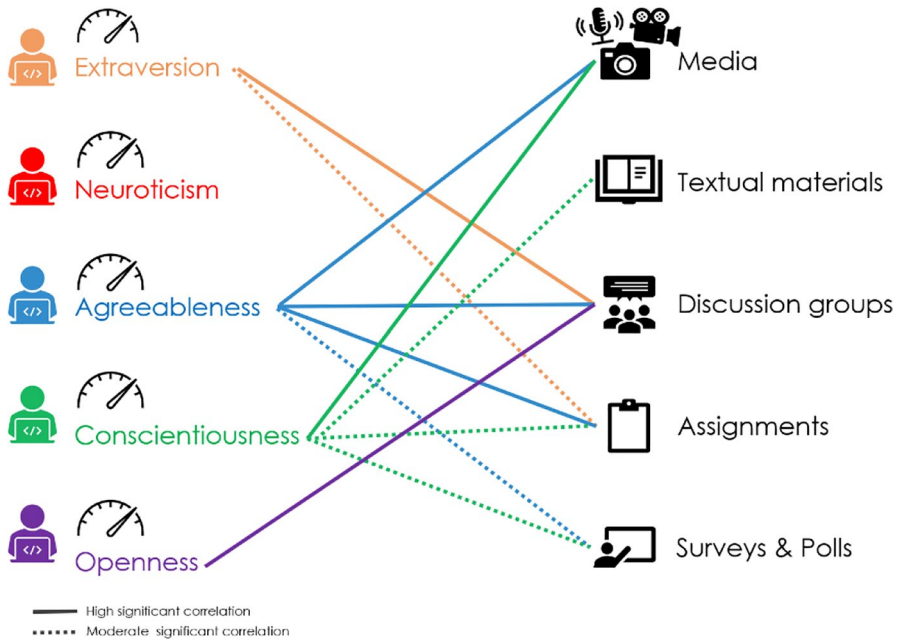 Extraversion
Neuroticism
Agreeableness
Conscientiousness
Openness
Media
Textual materials
Discussion groups
Assignments
Surveys & Polls
High significant correlation
Moderate significant correlation